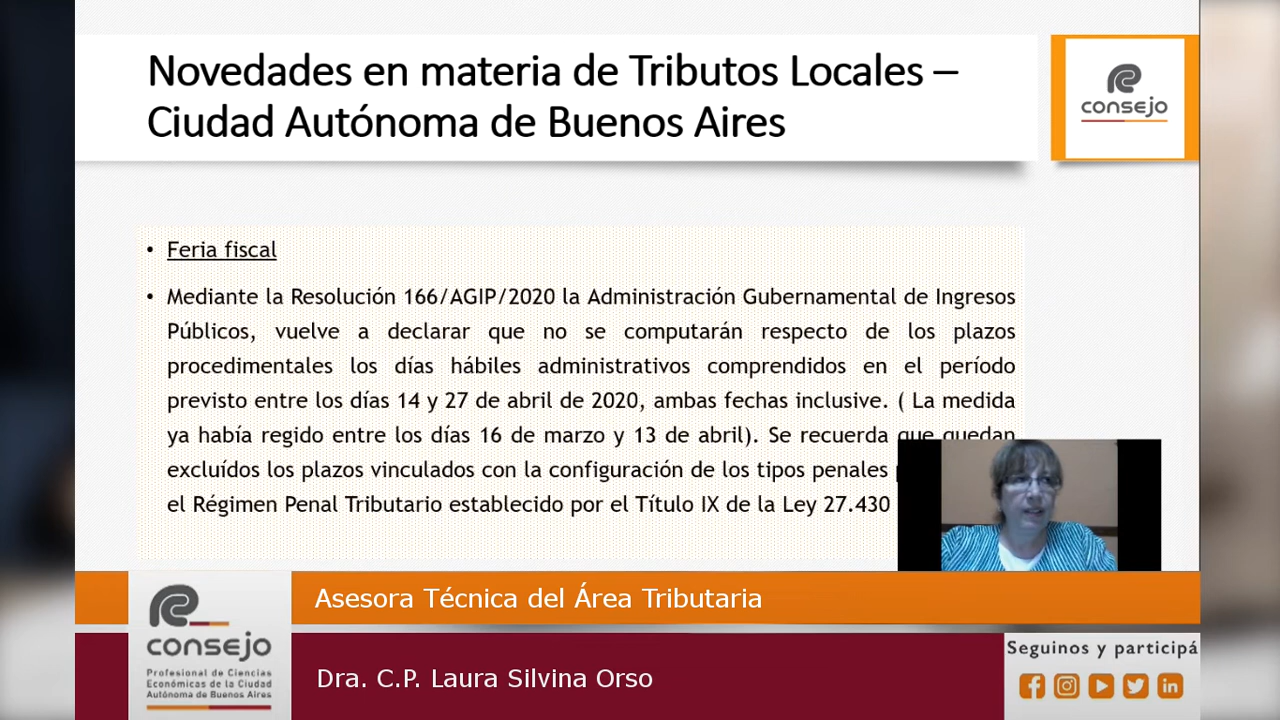 Novedades en materia de Tributos Locales –
Ciudad Autónoma de Buenos Aires
consejo
• Feria fiscal
• Mediante la Resolución 166/AGIP/2020 la Administración Gubernamental de Ingresos
Públicos, vuelve a declarar que no se computarán respecto de los plazos
procedimentales los días hábiles administrativos comprendidos en el período
previsto entre los días 14 y 27 de abril de 2020, ambas fechas inclusive. ( La medida
ya había regido entre los días 16 de marzo y 13 de abril). Se recuerda que quedan
excluídos los plazos vinculados con la configuración de los tipos penales
el Régimen Penal Tributario establecido por el Título IX de la Ley 27.430
Asesora Técnica del Área Tributaria
consejo
Profesional de Ciencias
Económicas de la Ciudad
Autónoma de Buenos Aires
Dra. C.P. Laura Silvina Orso
Seguinos y participá